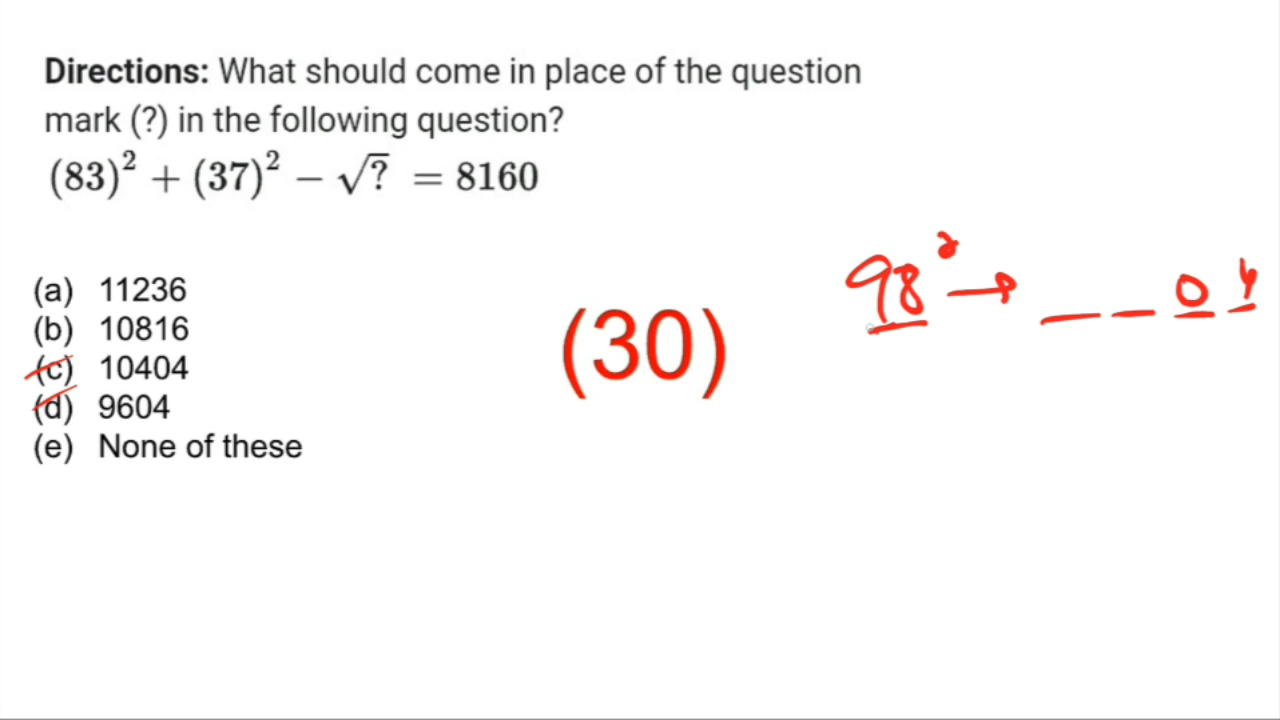 Directions: What should come in place of the question
mark (?) in the following question?
(83)² + (37)² − √? = 8160
98² → _ _ 0 4
(a) 11236
(b) 10816
(c) 10404
(d) 9604
(e) None of these
(30)